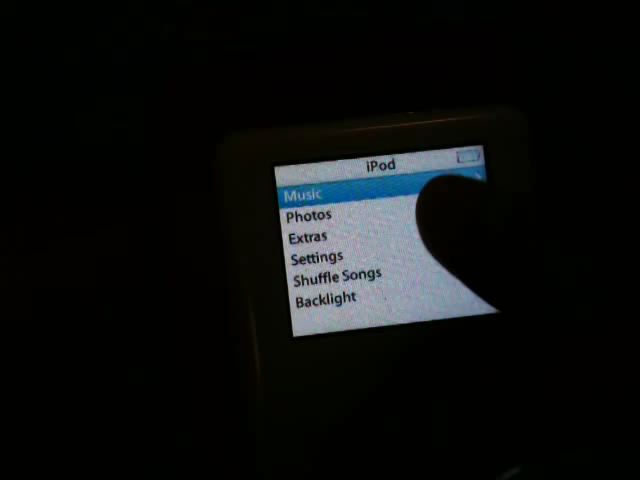 iPod
Music
Photos
Extras
Settings
Shuffle Songs
Backlight